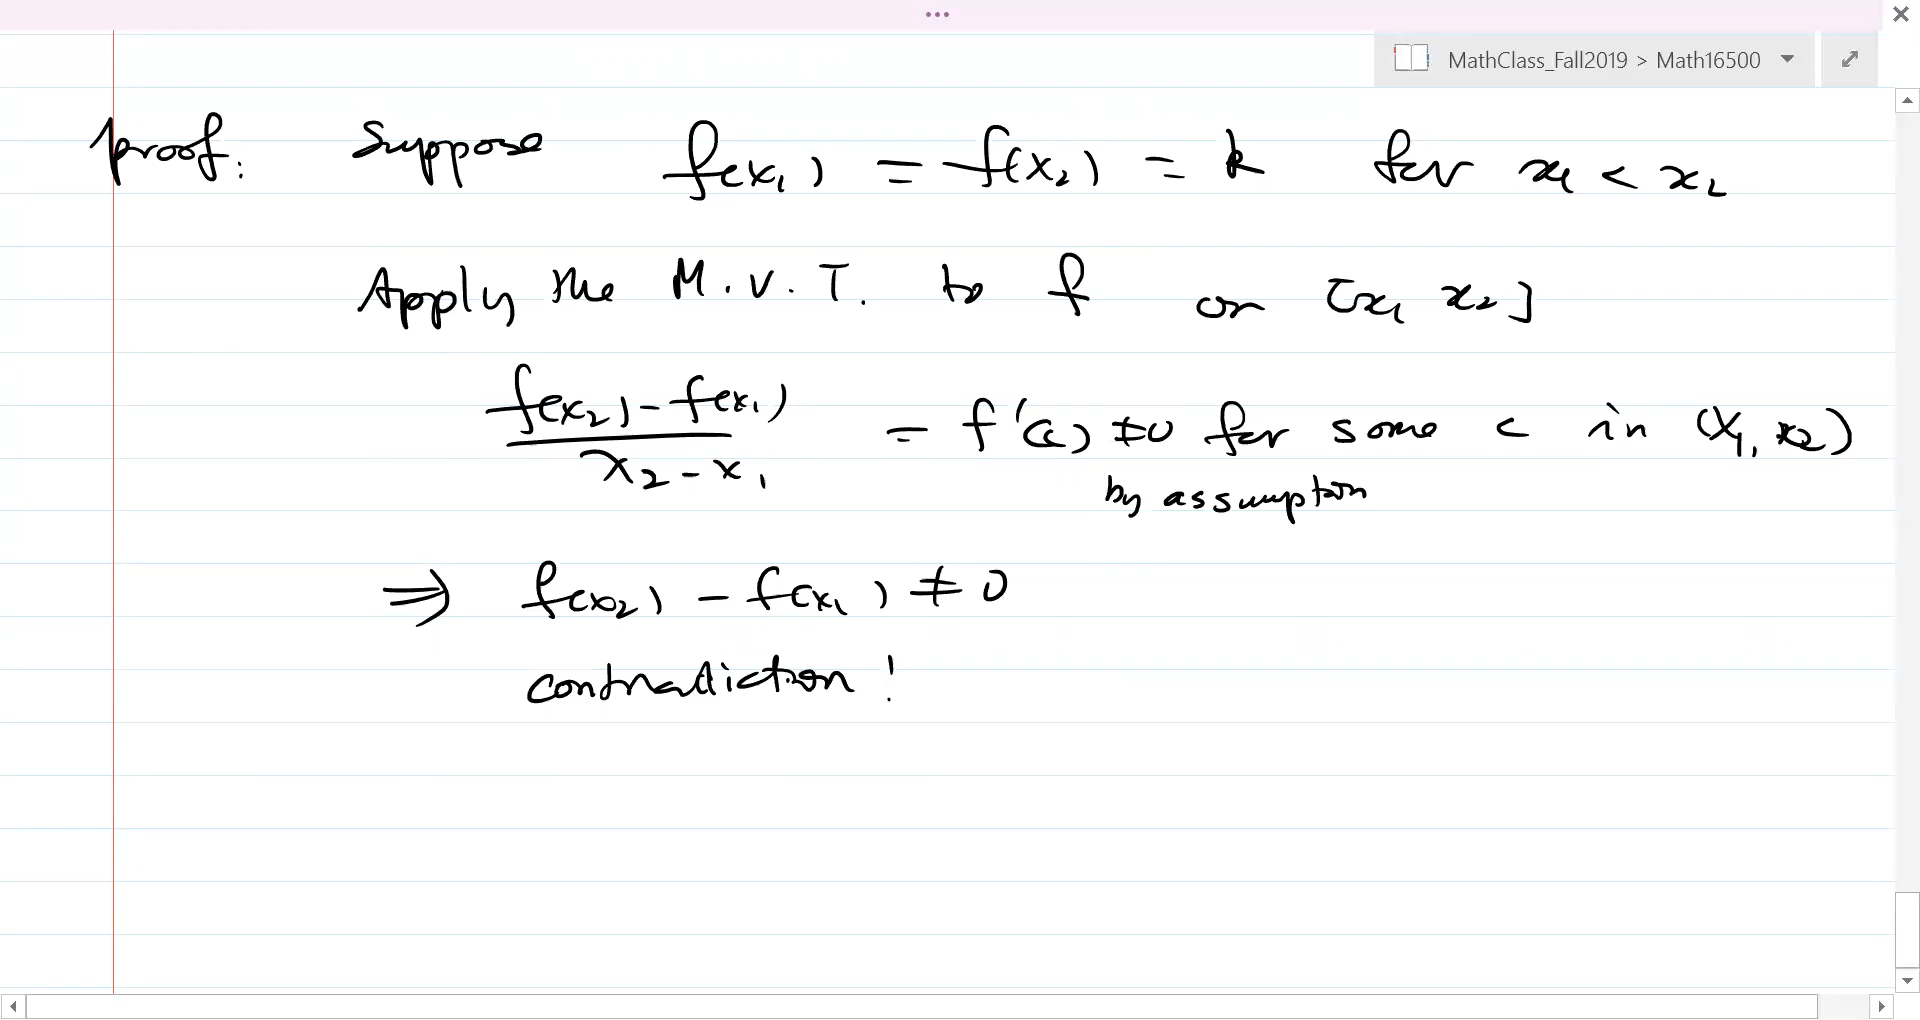 MathClass_Fall2019 > Math16500
proof: Suppose f(x₁) = f(x₂) = k for x₁ < x₂
Apply the M.V.T. to f on [x₁ x₂]
f(x₂) - f(x₁) / x₂ - x₁ = f'(c) ≠ 0 for some c in (x₁, x₂)
by assumption
⇒ f(x₂) - f(x₁) ≠ 0
contradiction!